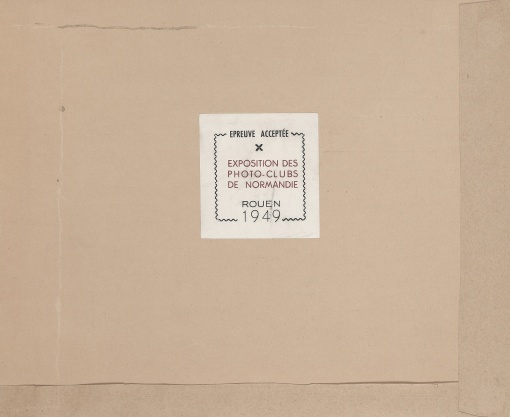 EPREUVE ACCEPTÉE
x
EXPOSITION DES
PHOTO-CLUBS
DE NORMANDIE
ROUEN
1949